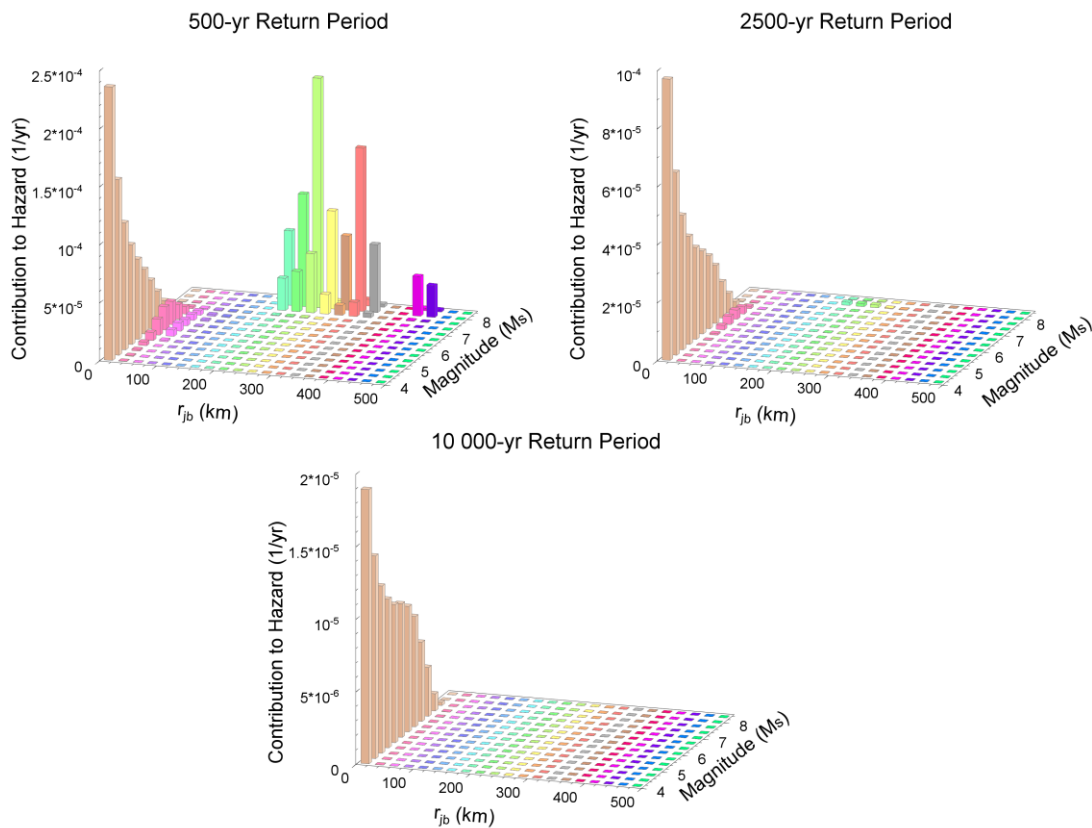 500-yr Return Period
Contribution to Hazard (1/yr)
2.5*10-4
2*10-4
1.5*10-4
10-4
5*10-5
0
0 100 200 300 400 500
rjb (km)
4 5 6 7 8
Magnitude (Ms)
2500-yr Return Period
Contribution to Hazard (1/yr)
10-4
8*10-5
6*10-5
4*10-5
2*10-5
0
0 100 200 300 400 500
rjb (km)
4 5 6 7 8
Magnitude (Ms)
10 000-yr Return Period
Contribution to Hazard (1/yr)
2*10-5
1.5*10-5
10-5
5*10-6
0
0 100 200 300 400 500
rjb (km)
4 5 6 7 8
Magnitude (Ms)